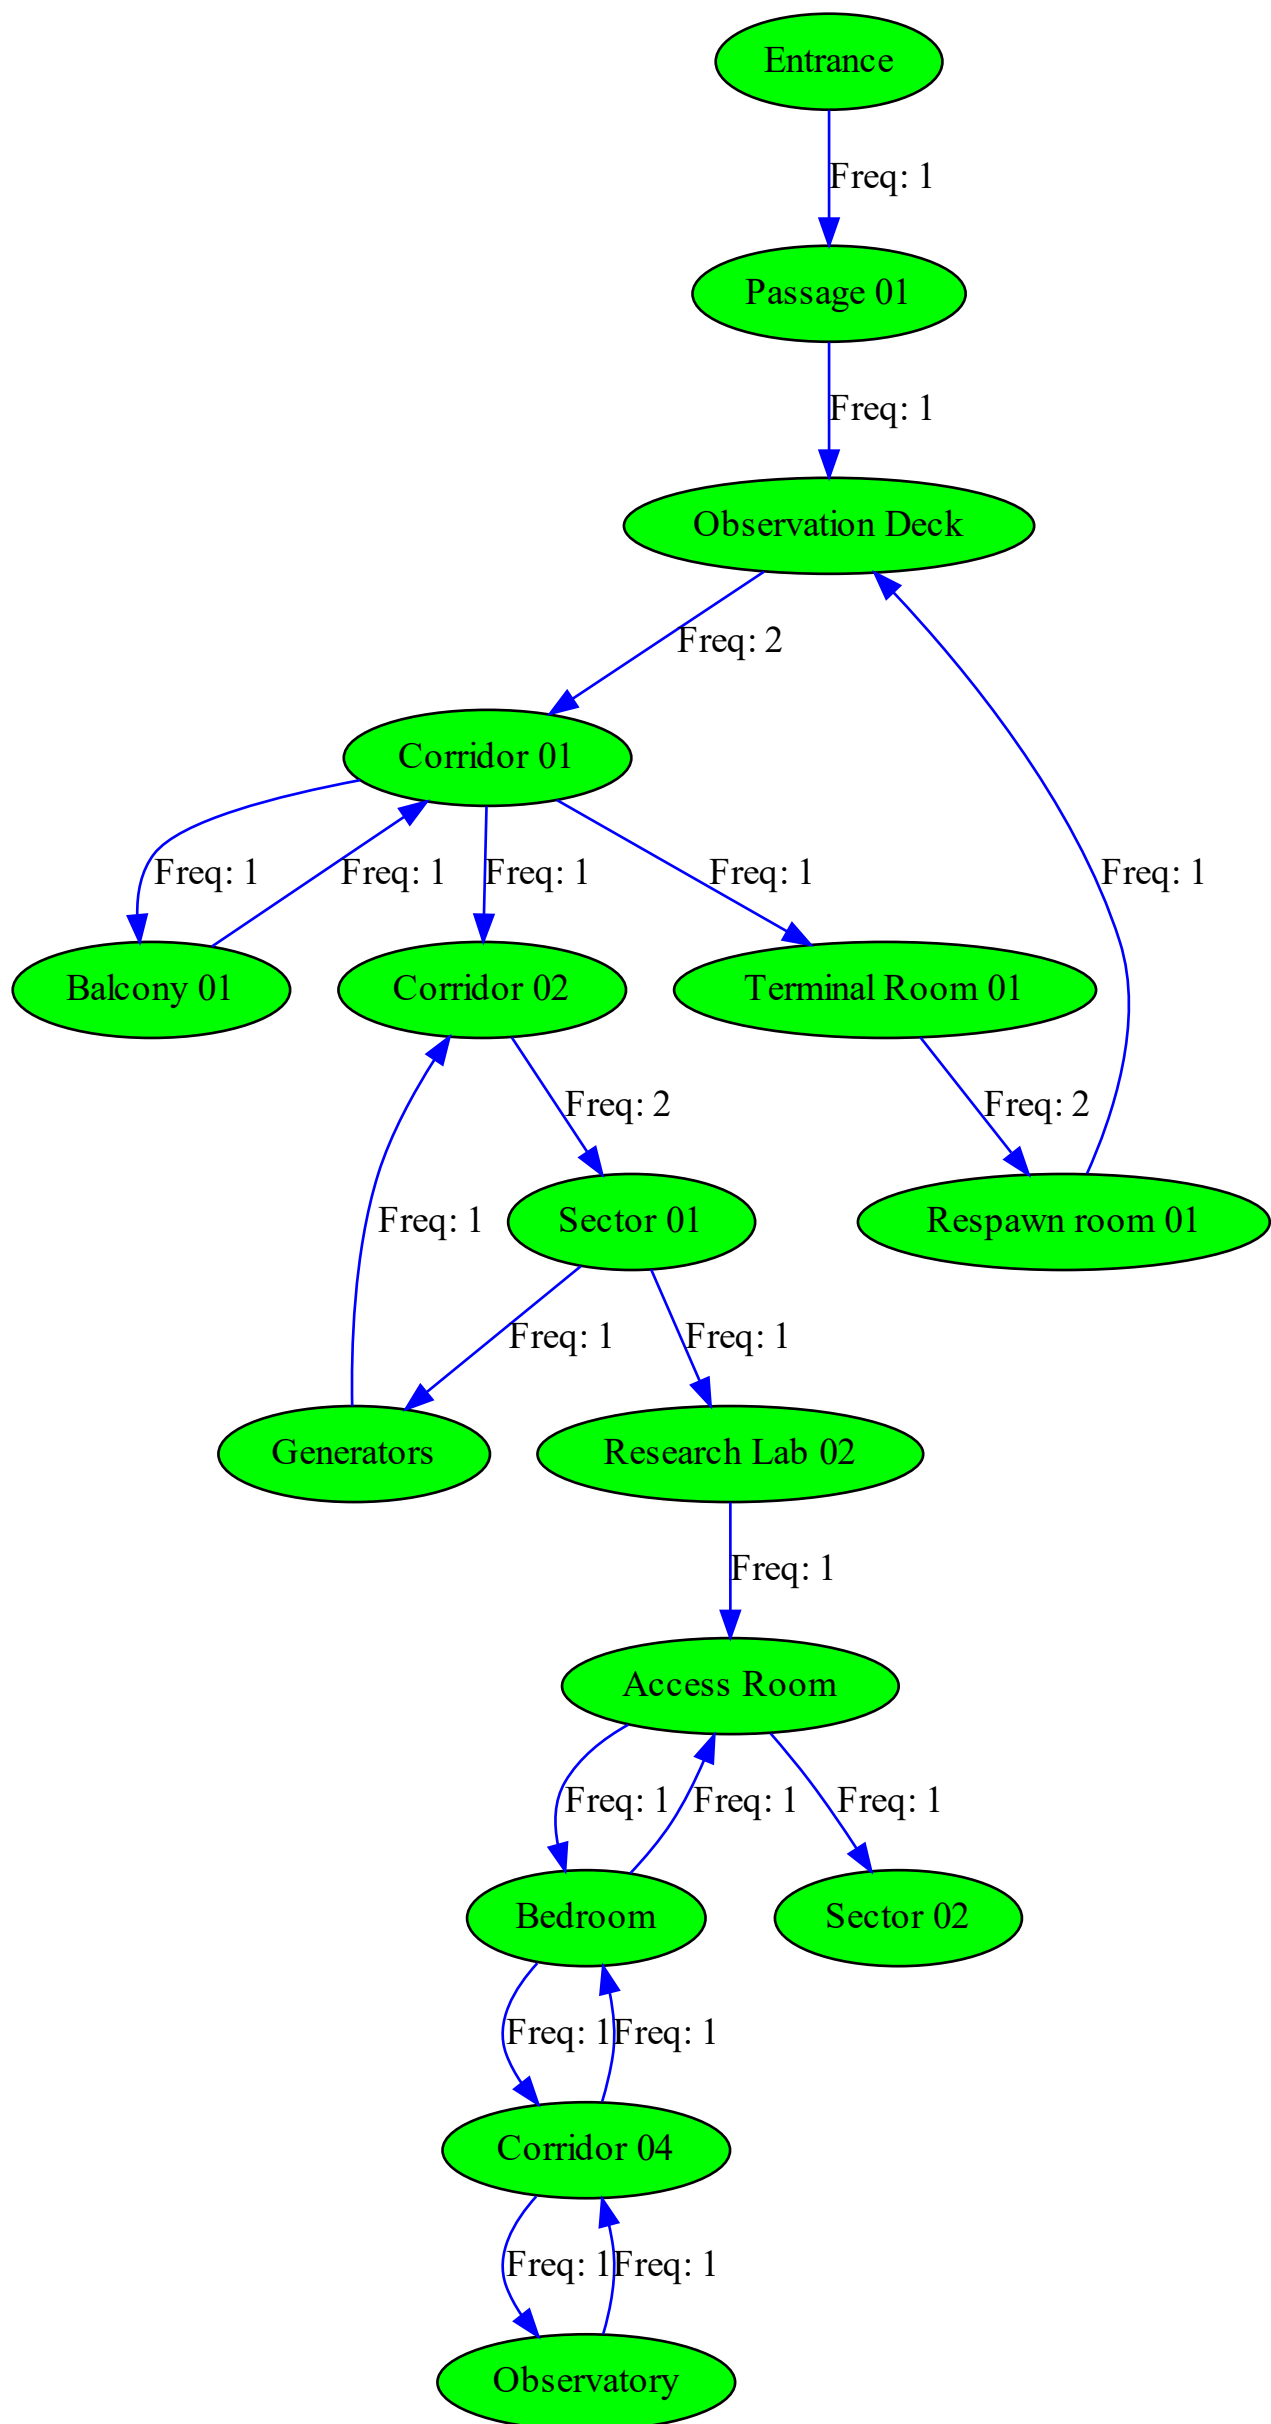 Entrance
Freq: 1
Passage 01
Freq: 1
Observation Deck
Freq: 2
Corridor 01
Freq: 1
Freq: 1
Freq: 1
Freq: 1
Freq: 1
Balcony 01
Corridor 02
Terminal Room 01
Freq: 2
Freq: 2
Freq: 1
Sector 01
Respawn room 01
Freq: 1
Freq: 1
Generators
Research Lab 02
Freq: 1
Access Room
Freq: 1
Freq: 1
Freq: 1
Bedroom
Sector 02
Freq: 1
Freq: 1
Corridor 04
Freq: 1
Freq: 1
Observatory